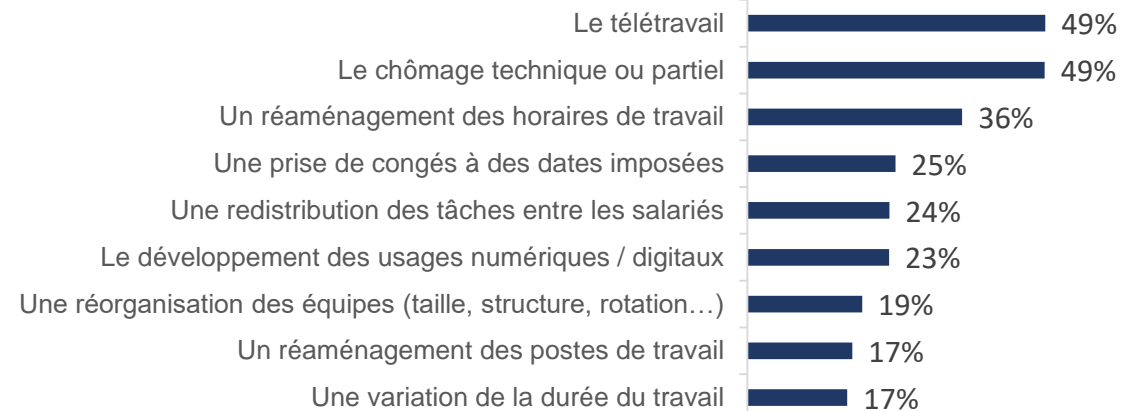 Le télétravail 49%
Le chômage technique ou partiel 49%
Un réaménagement des horaires de travail 36%
Une prise de congés à des dates imposées 25%
Une redistribution des tâches entre les salariés 24%
Le développement des usages numériques / digitaux 23%
Une réorganisation des équipes (taille, structure, rotation…) 19%
Un réaménagement des postes de travail 17%
Une variation de la durée du travail 17%